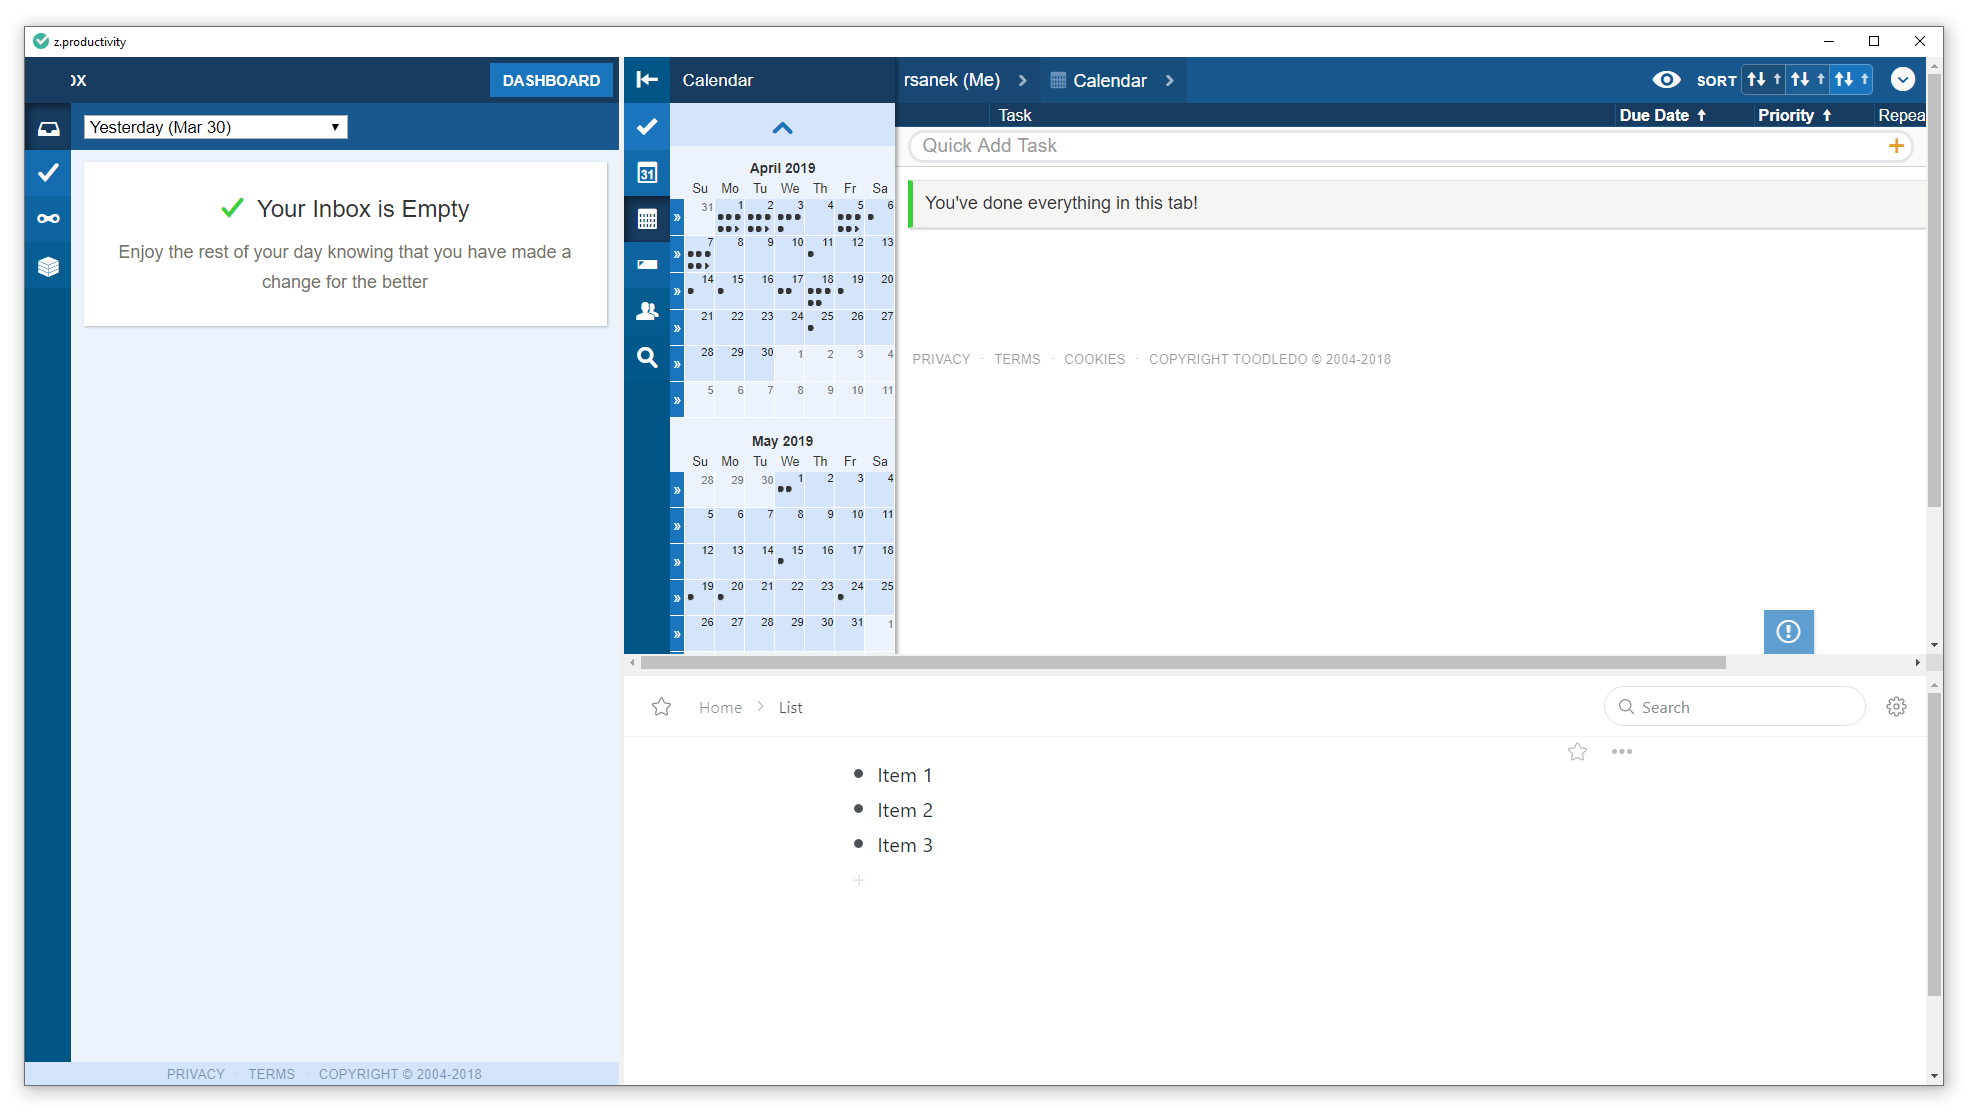 z.productivity
OX
DASHBOARD
Yesterday (Mar 30)
Your Inbox is Empty
Enjoy the rest of your day knowing that you have made a
change for the better
PRIVACY · TERMS · COPYRIGHT © 2004-2018
Calendar
31
April 2019
Su Mo Tu We Th Fr Sa
» 31 1 2 3 4 5 6
» 7 8 9 10 11 12 13
» 14 15 16 17 18 19 20
» 21 22 23 24 25 26 27
» 28 29 30 1 2 3 4
» 5 6 7 8 9 10 11
May 2019
Su Mo Tu We Th Fr Sa
» 28 29 30 1 2 3 4
» 5 6 7 8 9 10 11
» 12 13 14 15 16 17 18
» 19 20 21 22 23 24 25
» 26 27 28 29 30 31 1
rsanek (Me) Calendar SORT
Task Due Date Priority Repea
Quick Add Task
You've done everything in this tab!
PRIVACY · TERMS · COOKIES · COPYRIGHT TOODLEDO © 2004-2018
Home List Search
Item 1
Item 2
Item 3